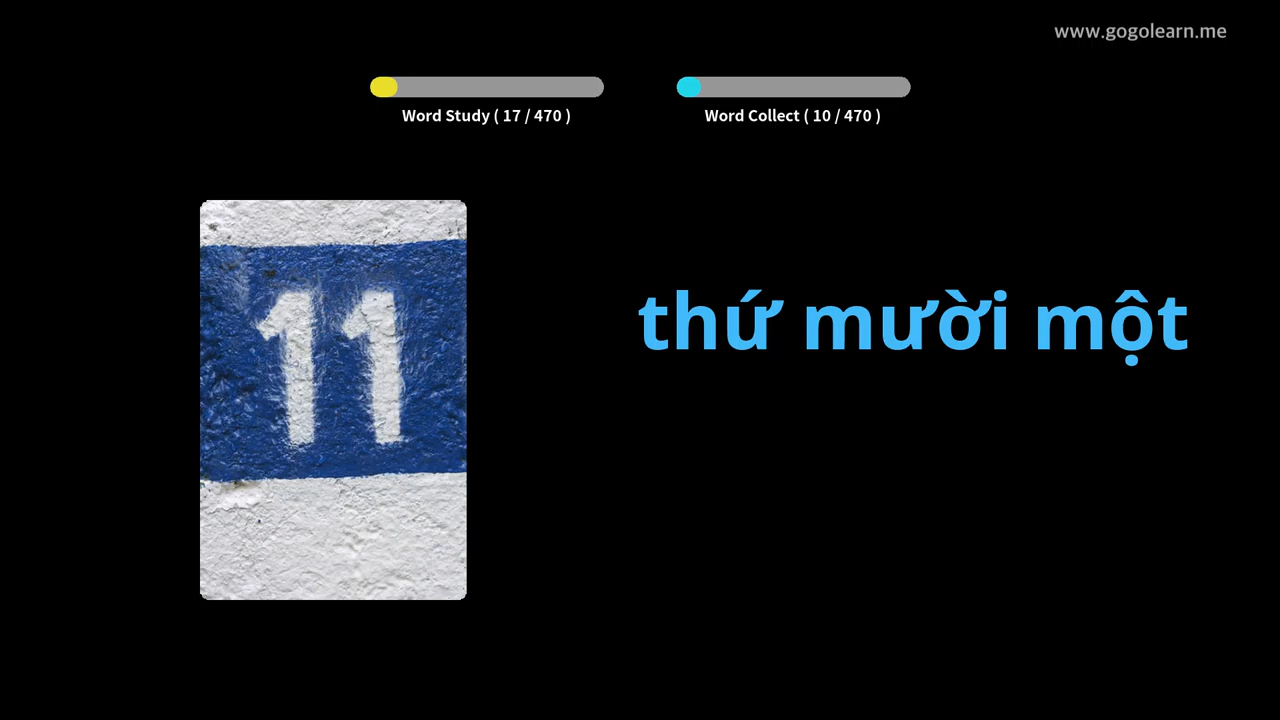 www.gogolearn.me
Word Study ( 17 / 470 )
Word Collect ( 10 / 470 )
11
thứ mười một